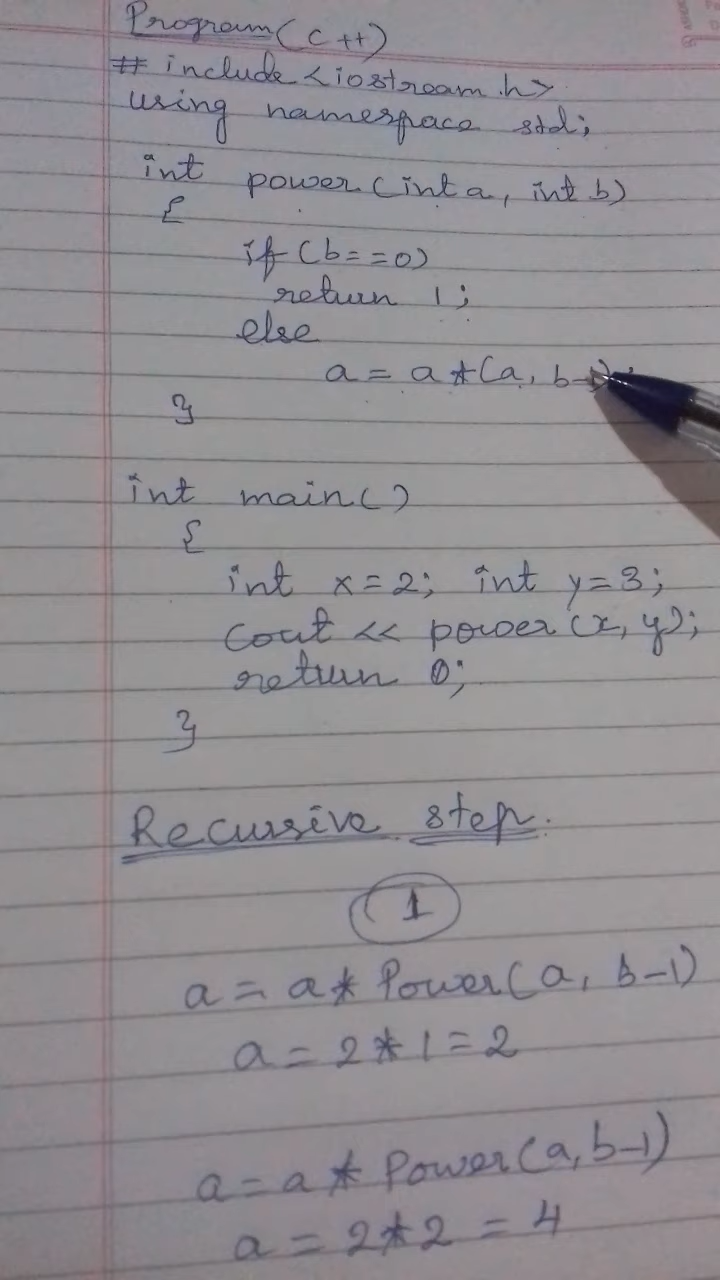 Program (C++)
# include <iostream.h>
using namespace std;
int power (int a, int b)
{
if (b==0)
return 1;
else
a = a * (a, b-1);
}
int main()
{
int x=2; int y=3;
cout << power (x, y);
return 0;
}
Recursive step.
1
a = a * Power(a, b-1)
a = 2 * 1 = 2
a = a * Power(a, b-1)
a = 2*2 = 4